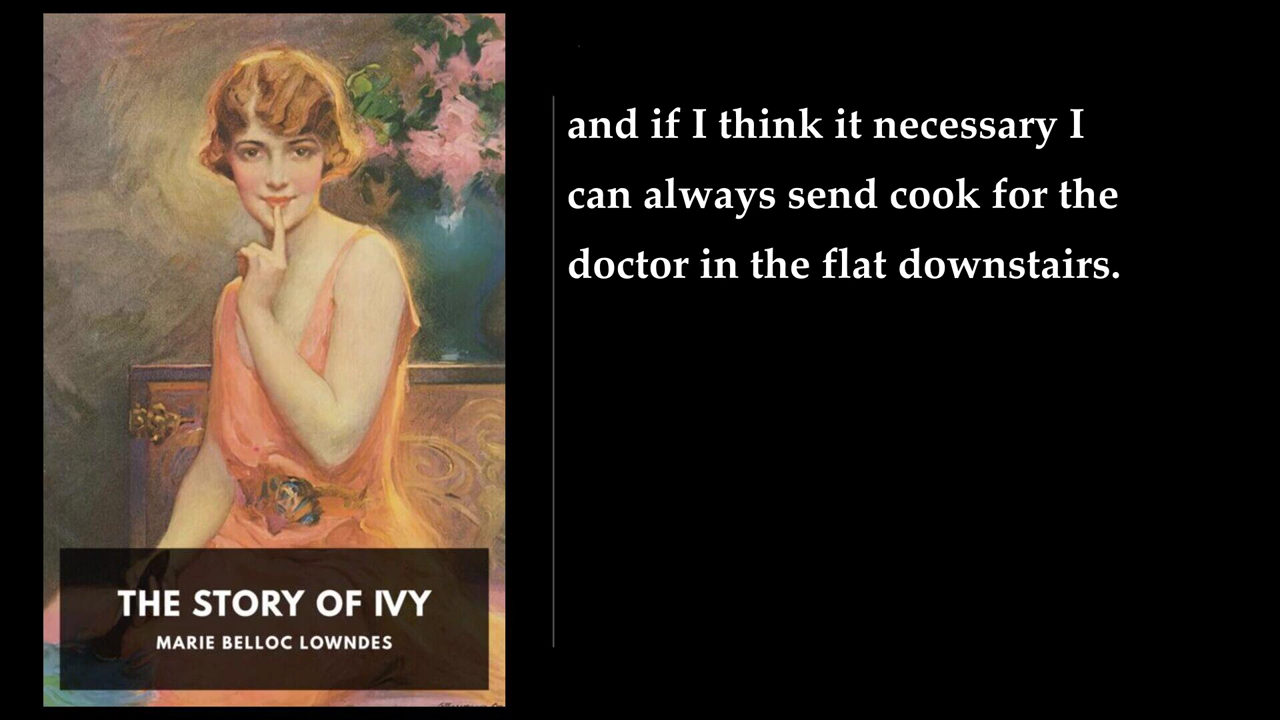 and if I think it necessary I
can always send cook for the
doctor in the flat downstairs.
THE STORY OF IVY
MARIE BELLOC LOWNDES